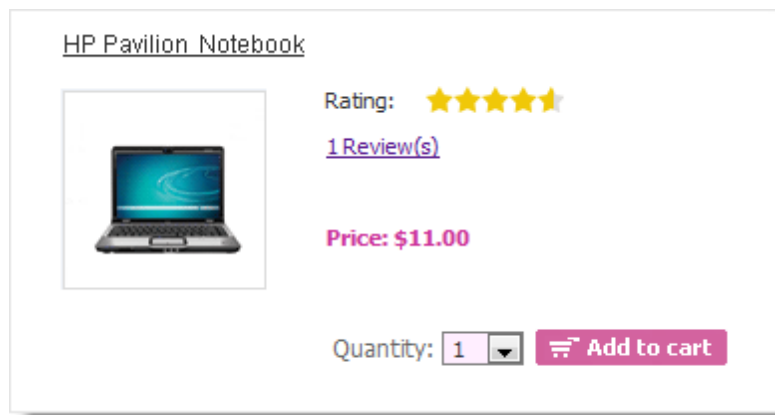 HP Pavilion Notebook
Rating:
1 Review(s)
Price: $11.00
Quantity: 1 Add to cart